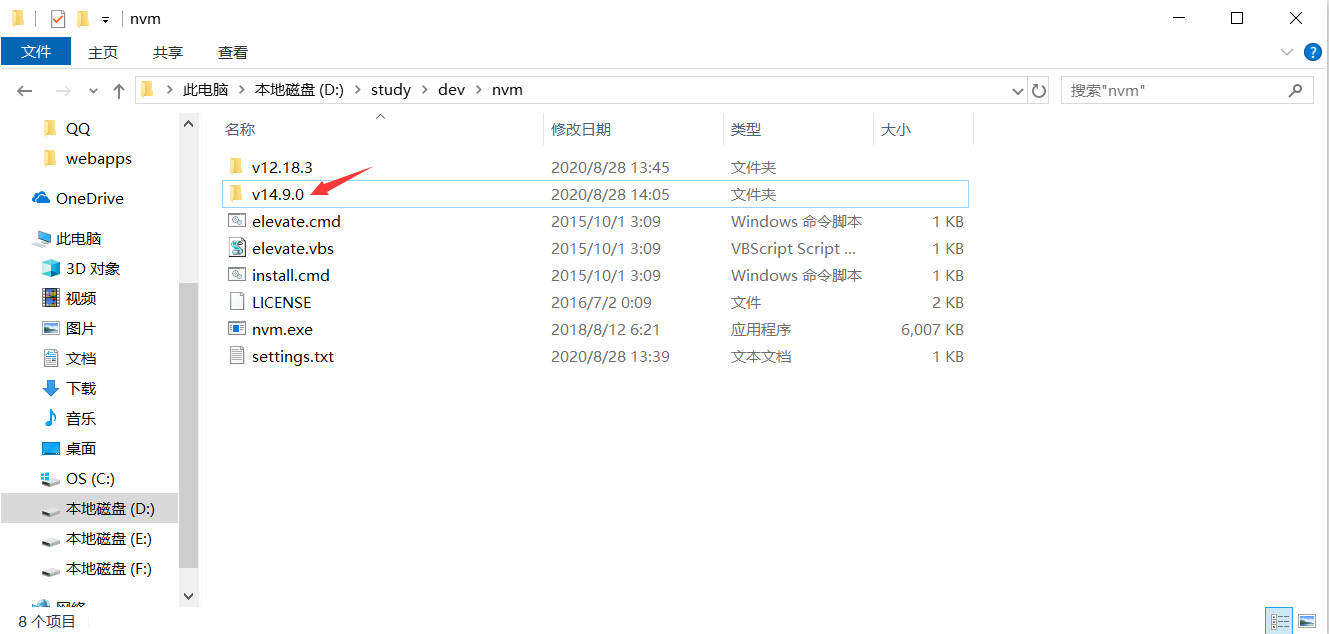 nvm
文件 主页 共享 查看
此电脑 本地磁盘 (D:) study dev nvm 搜索"nvm"
QQ
webapps
OneDrive
此电脑
3D 对象
视频
图片
文档
下载
音乐
桌面
OS (C:)
本地磁盘 (D:)
本地磁盘 (E:)
本地磁盘 (F:)
网络
名称 修改日期 类型 大小
v12.18.3 2020/8/28 13:45 文件夹
v14.9.0 2020/8/28 14:05 文件夹
elevate.cmd 2015/10/1 3:09 Windows 命令脚本 1 KB
elevate.vbs 2015/10/1 3:09 VBScript Script ... 1 KB
install.cmd 2015/10/1 3:09 Windows 命令脚本 1 KB
LICENSE 2016/7/2 0:09 文件 2 KB
nvm.exe 2018/8/12 6:21 应用程序 6,007 KB
settings.txt 2020/8/28 13:39 文本文档 1 KB
8 个项目